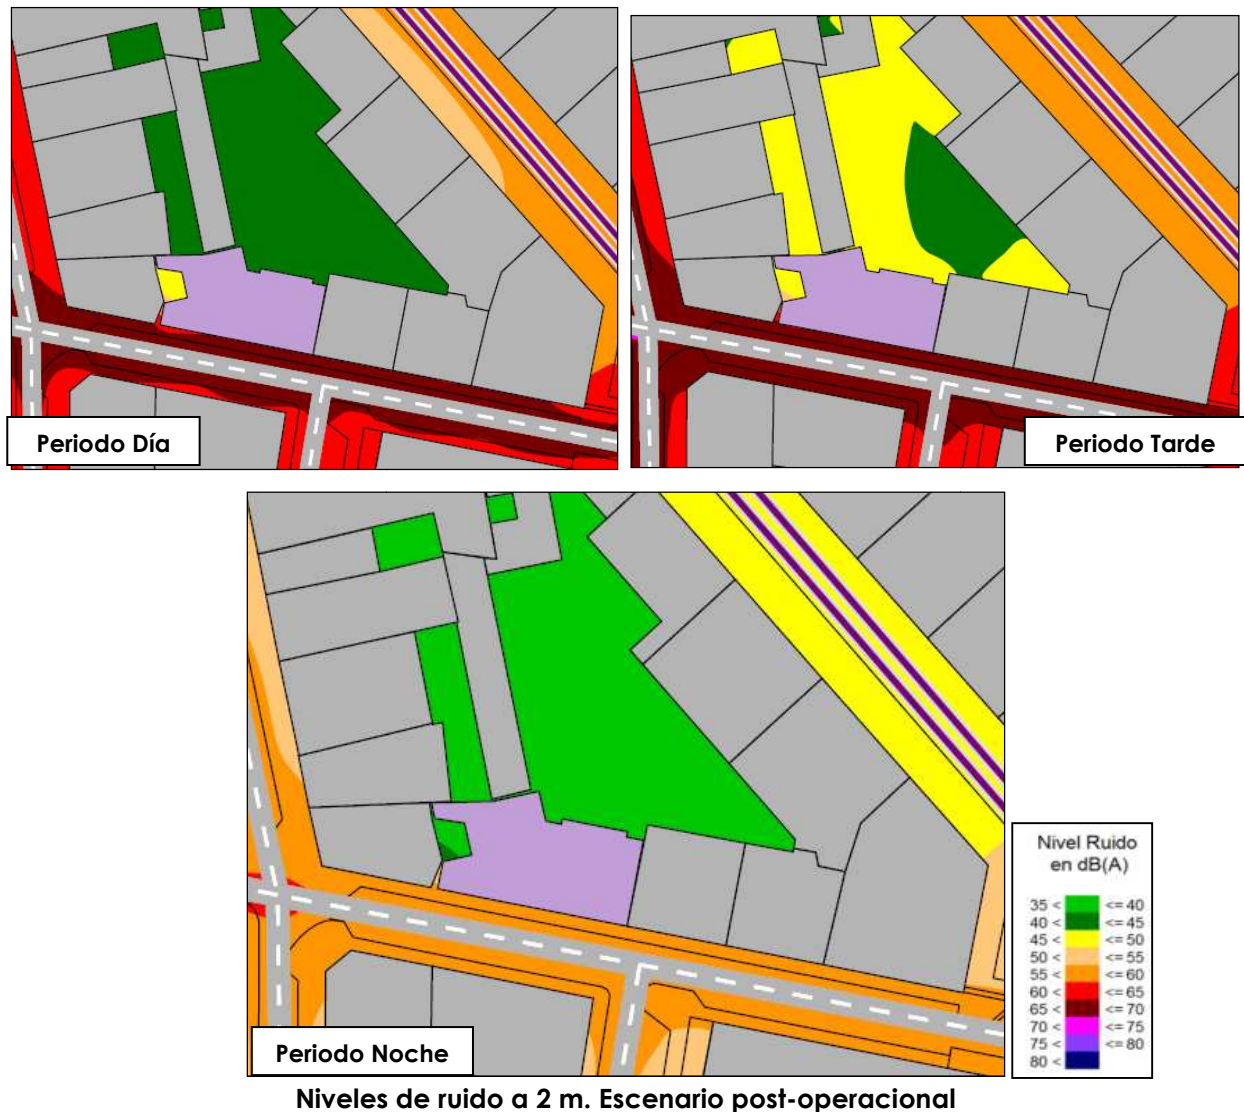 Periodo Día
Periodo Tarde
Periodo Noche
Nivel Ruido
en dB(A)
35 < <= 40
40 < <= 45
45 < <= 50
50 < <= 55
55 < <= 60
60 < <= 65
65 < <= 70
70 < <= 75
75 < <= 80
80 <
Niveles de ruido a 2 m. Escenario post-operacional